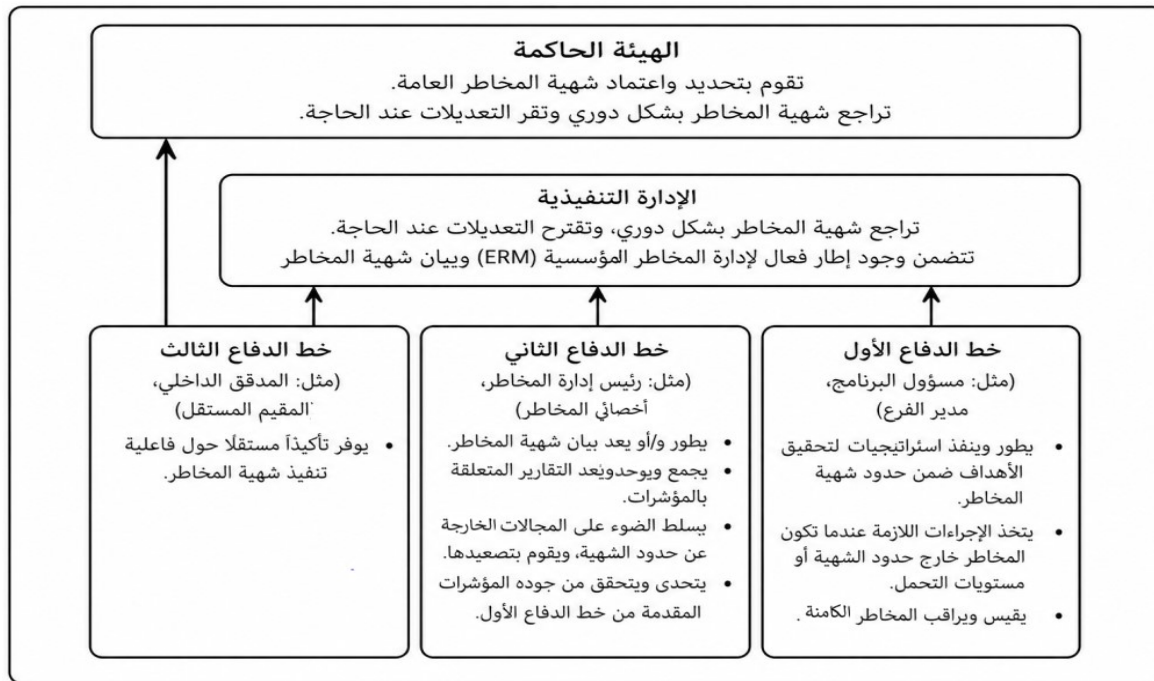 الهيئة الحاكمة
تقوم بتحديد واعتماد شهية المخاطر العامة.
تراجع شهية المخاطر بشكل دوري وتقر التعديلات عند الحاجة.
الإدارة التنفيذية
تراجع شهية المخاطر بشكل دوري، وتقترح التعديلات عند الحاجة.
تتضمن وجود إطار فعال لإدارة المخاطر المؤسسية (ERM) وبيان شهية المخاطر
خط الدفاع الأول
(مثل: مسؤول البرنامج،
مدير الفرع)
• يطور وينفذ استراتيجيات لتحقيق
الأهداف ضمن حدود شهية
المخاطر.
• يتخذ الإجراءات اللازمة عندما تكون
المخاطر خارج حدود الشهية أو
مستويات التحمل.
• يقيس ويراقب المخاطر الكامنة .
خط الدفاع الثاني
(مثل: رئيس إدارة المخاطر،
أخصائي المخاطر)
• يطور و/أو يعد بيان شهية المخاطر.
• يجمع ويوحدويُعد التقارير المتعلقة
بالمؤشرات.
• يسلط الضوء على المجالات الخارجة
عن حدود الشهية، ويقوم بتصعيدها.
• يتحدى ويتحقق من جوده المؤشرات
المقدمة من خط الدفاع الأول.
خط الدفاع الثالث
(مثل: المدقق الداخلي،
المقيم المستقل)
• يوفر تأكيداً مستقلًا حول فاعلية
تنفيذ شهية المخاطر.